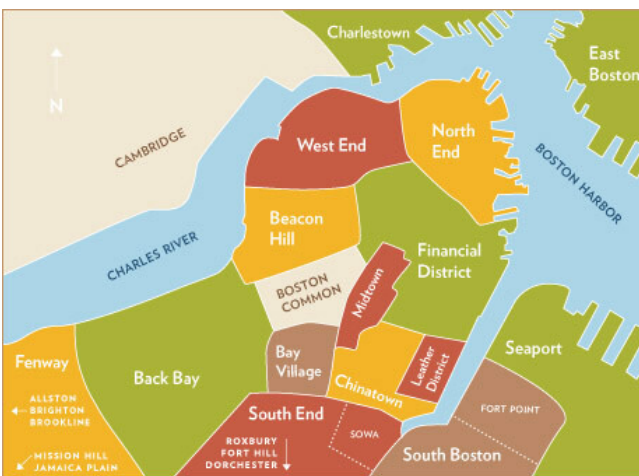 Charlestown
East
Boston
N
CAMBRIDGE
West End
North
End
BOSTON HARBOR
Beacon
Hill
CHARLES RIVER
BOSTON
COMMON
Midtown
Financial
District
Fenway
Back Bay
Bay
Village
Chinatown
Leather
District
Seaport
ALLSTON
BRIGHTON
BROOKLINE
South End
SOWA
FORT POINT
ROXBURY
FORT HILL
DORCHESTER
South Boston
MISSION HILL
JAMAICA PLAIN